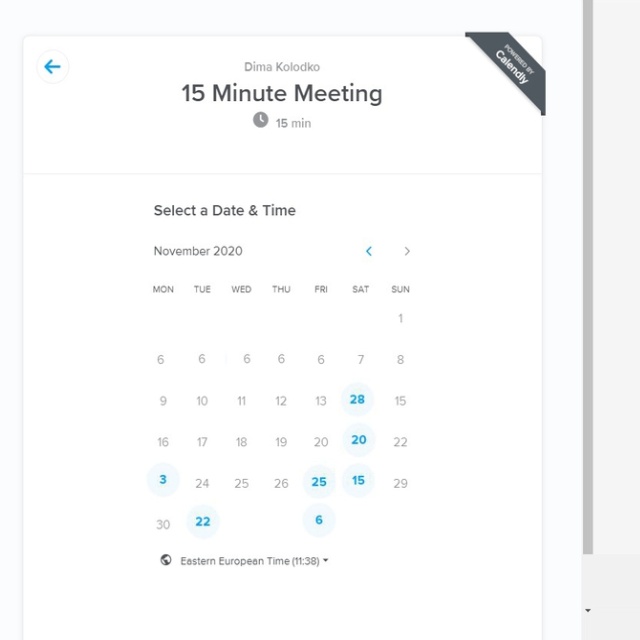 POWERED BY
Calendly
Dima Kolodko
15 Minute Meeting
15 min
Select a Date & Time
November 2020
MON TUE WED THU FRI SAT SUN
1
6 6 6 6 6 7 8
9 10 11 12 13 28 15
16 17 18 19 20 20 22
3 24 25 26 25 15 29
30 22 6
Eastern European Time (11:38)